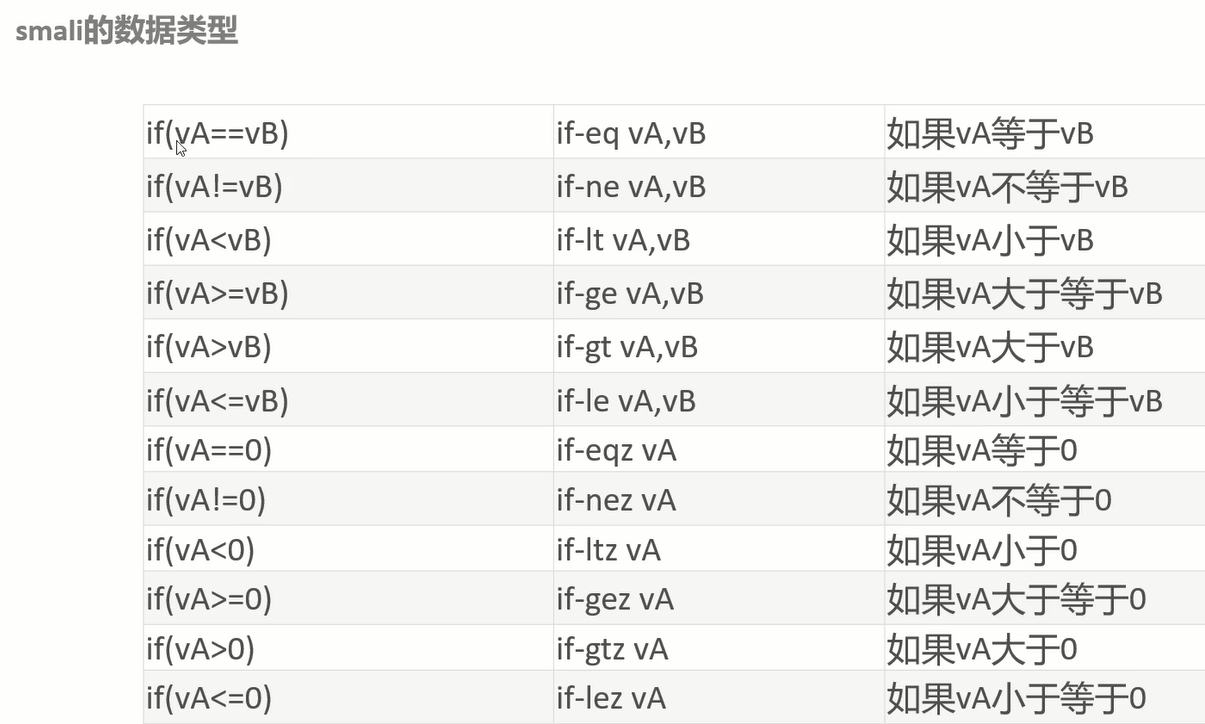 smali的数据类型
if(vA==vB) if-eq vA,vB 如果vA等于vB
if(vA!=vB) if-ne vA,vB 如果vA不等于vB
if(vA<vB) if-lt vA,vB 如果vA小于vB
if(vA>=vB) if-ge vA,vB 如果vA大于等于vB
if(vA>vB) if-gt vA,vB 如果vA大于vB
if(vA<=vB) if-le vA,vB 如果vA小于等于vB
if(vA==0) if-eqz vA 如果vA等于0
if(vA!=0) if-nez vA 如果vA不等于0
if(vA<0) if-ltz vA 如果vA小于0
if(vA>=0) if-gez vA 如果vA大于等于0
if(vA>0) if-gtz vA 如果vA大于0
if(vA<=0) if-lez vA 如果vA小于等于0